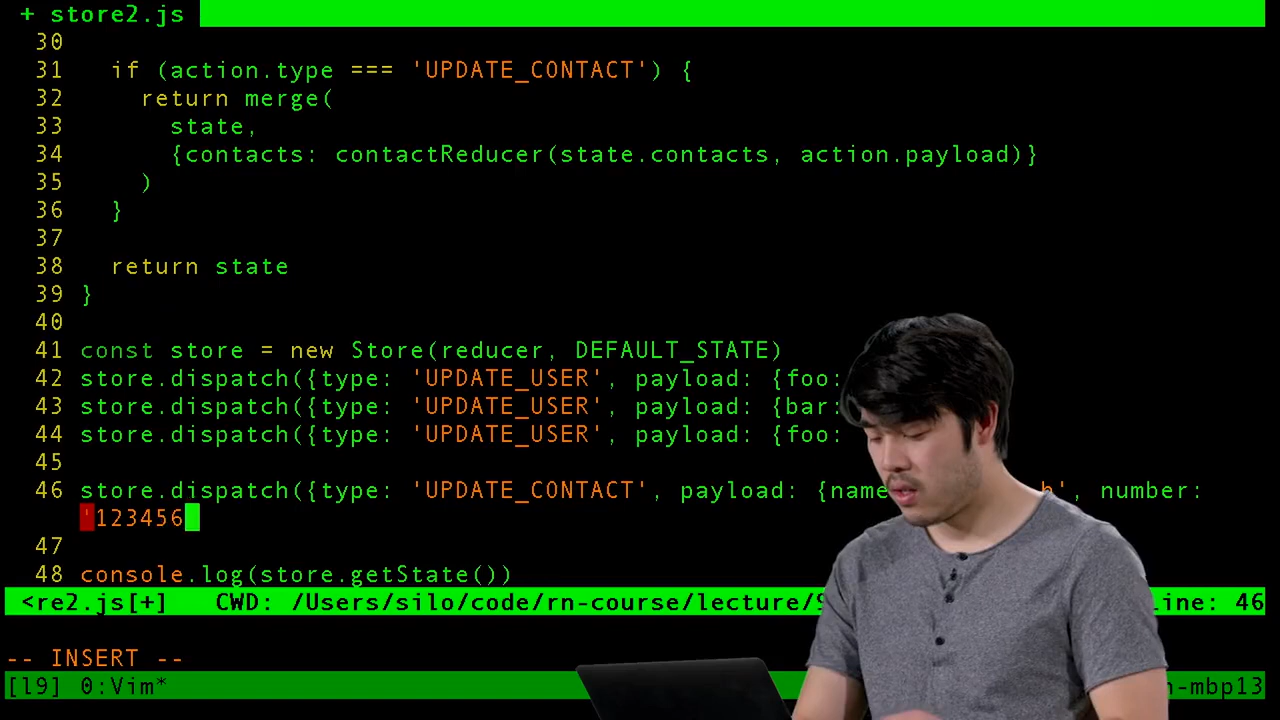 + store2.js
30
31 if (action.type === 'UPDATE_CONTACT') {
32 return merge(
33 state,
34 {contacts: contactReducer(state.contacts, action.payload)}
35 )
36 }
37
38 return state
39 }
40
41 const store = new Store(reducer, DEFAULT_STATE)
42 store.dispatch({type: 'UPDATE_USER', payload: {foo:
43 store.dispatch({type: 'UPDATE_USER', payload: {bar:
44 store.dispatch({type: 'UPDATE_USER', payload: {foo:
45
46 store.dispatch({type: 'UPDATE_CONTACT', payload: {name h', number:
'123456
47
48 console.log(store.getState())
<re2.js[+] CWD: /Users/silo/code/rn-course/lecture/ Line: 46
-- INSERT --
[l9] 0:Vim* -mbp13